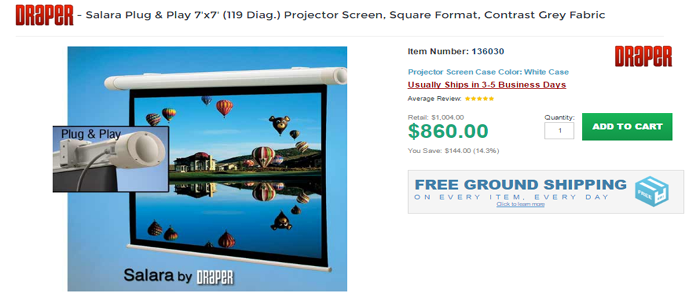 DRAPER - Salara Plug & Play 7'x7' (119 Diag.) Projector Screen, Square Format, Contrast Grey Fabric
Plug & Play
Salara by DRAPER
Item Number: 136030
DRAPER
Projector Screen Case Color: White Case
Usually Ships in 3-5 Business Days
Average Review:
Retail: $1,004.00
$860.00
You Save: $144.00 (14.3%)
Quantity:
1
ADD TO CART
FREE GROUND SHIPPING
ON EVERY ITEM, EVERY DAY
Click to learn more
FREE